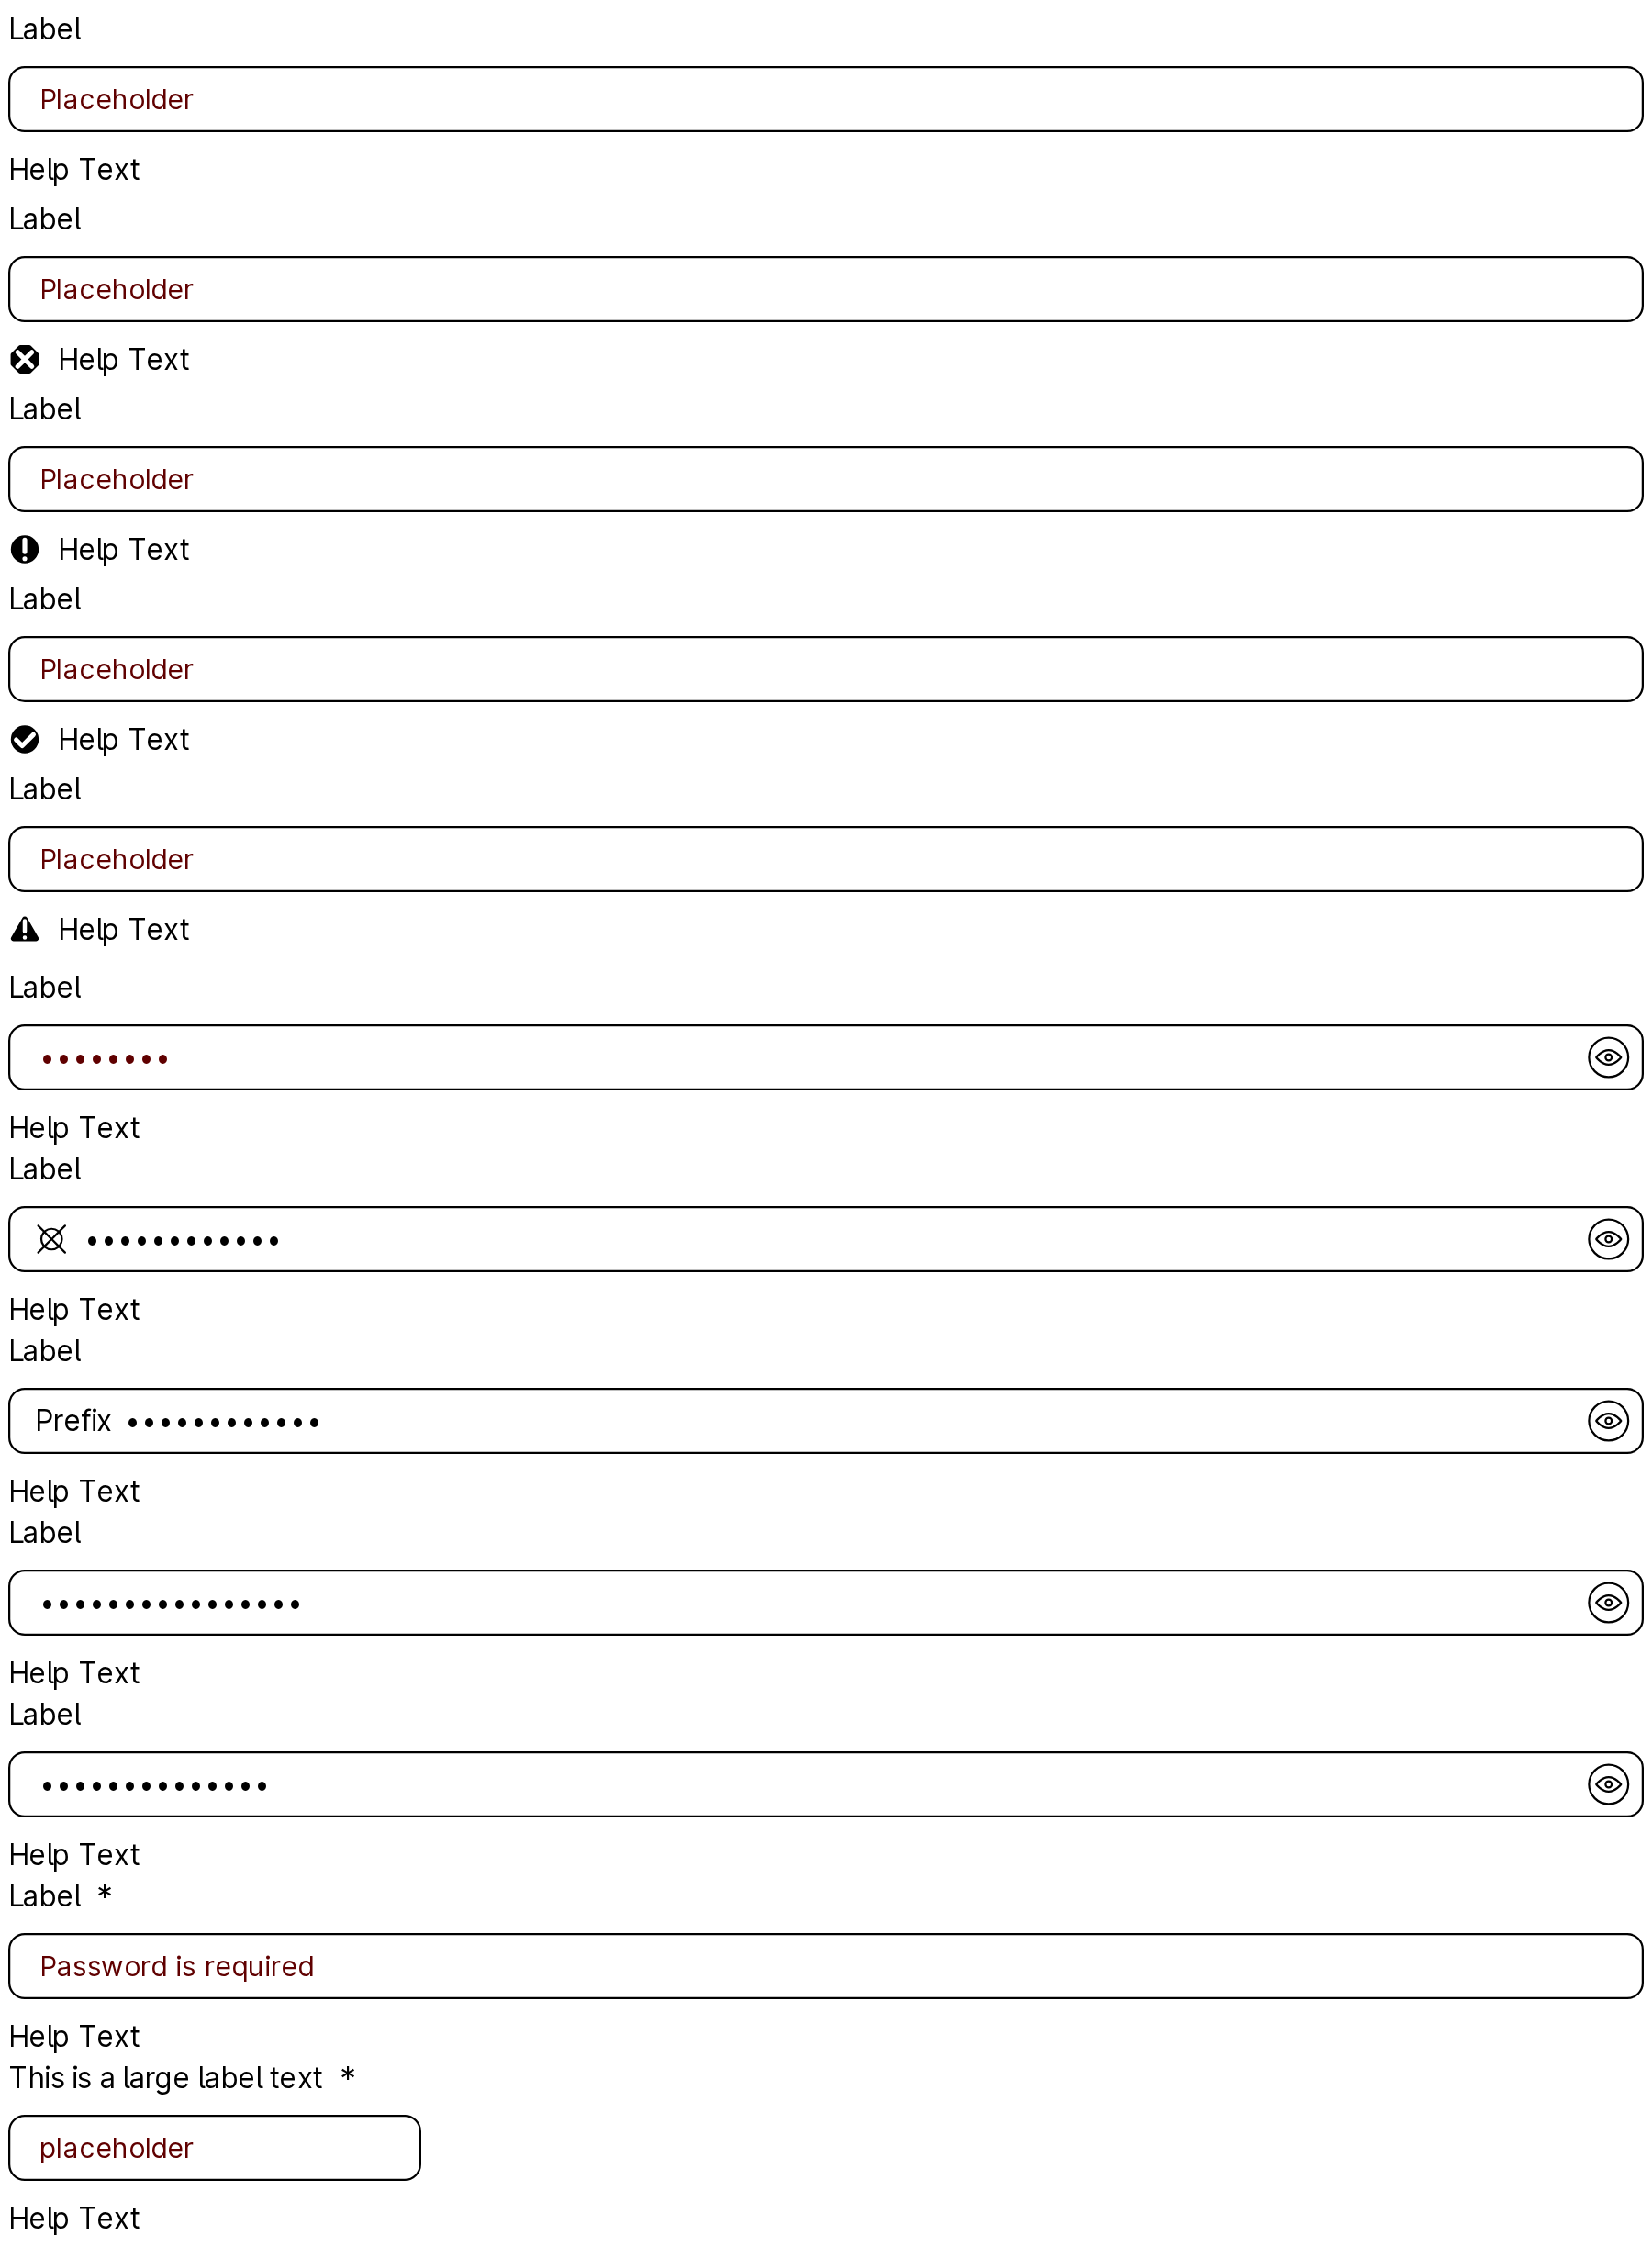 Label
Placeholder
Help Text
Label
Placeholder
Help Text
Label
Placeholder
Help Text
Label
Placeholder
Help Text
Label
Placeholder
Help Text
Label
••••••••
Help Text
Label
••••••••••••
Help Text
Label
Prefix ••••••••••••
Help Text
Label
••••••••••••••••
Help Text
Label
••••••••••••••
Help Text
Label *
Password is required
Help Text
This is a large label text *
placeholder
Help Text